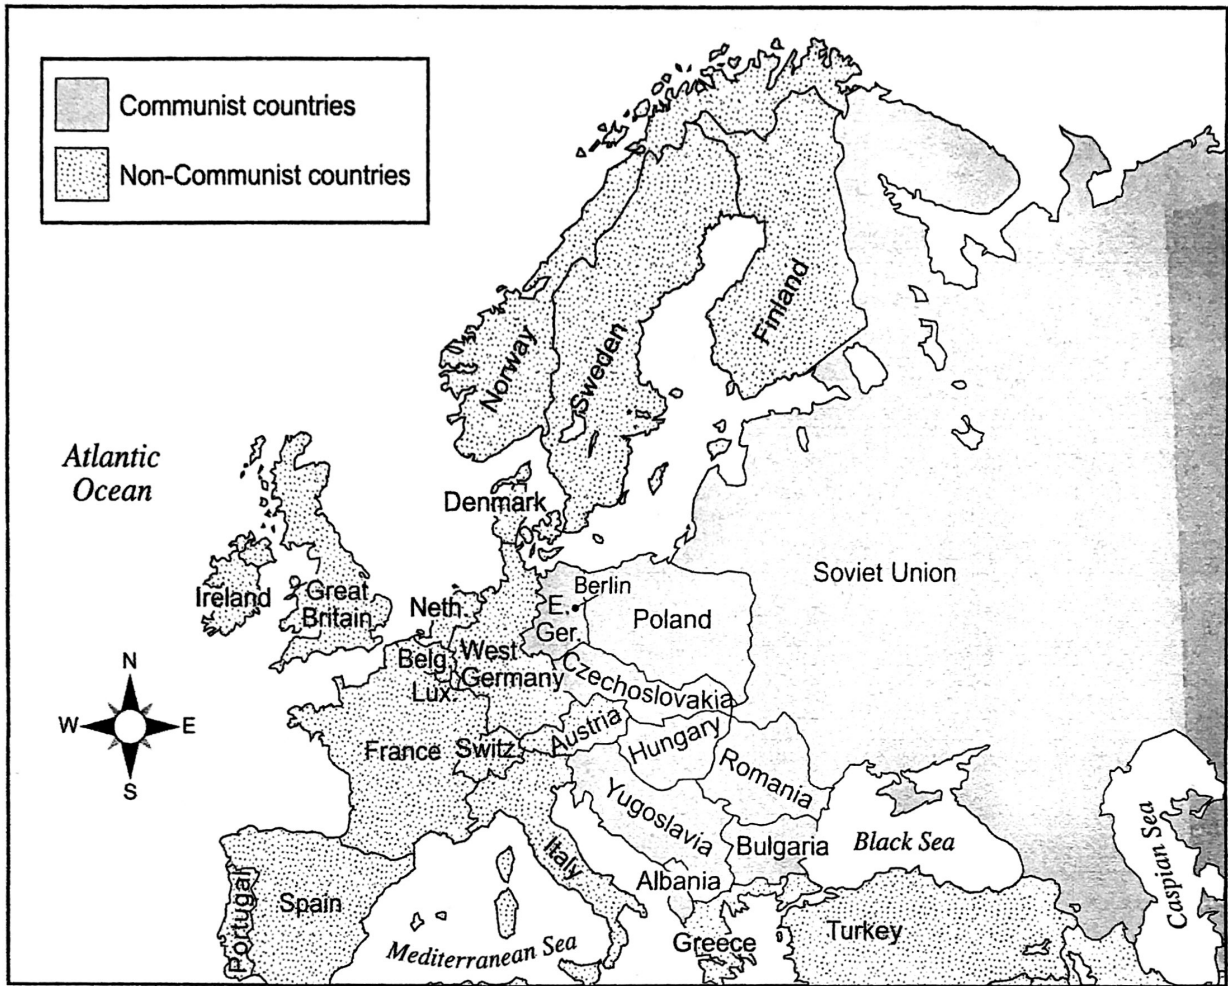 Communist countries
Non-Communist countries
Norway
Sweden
Finland
Atlantic
Ocean
Denmark
Ireland
Great
Britain
Neth.
Berlin
E.
Ger.
Poland
Soviet Union
Belg.
Lux.
West
Germany
Czechoslovakia
N
W
E
S
France
Switz.
Austria
Hungary
Romania
Yugoslavia
Bulgaria
Black Sea
Caspian Sea
Italy
Albania
Portugal
Spain
Mediterranean Sea
Greece
Turkey